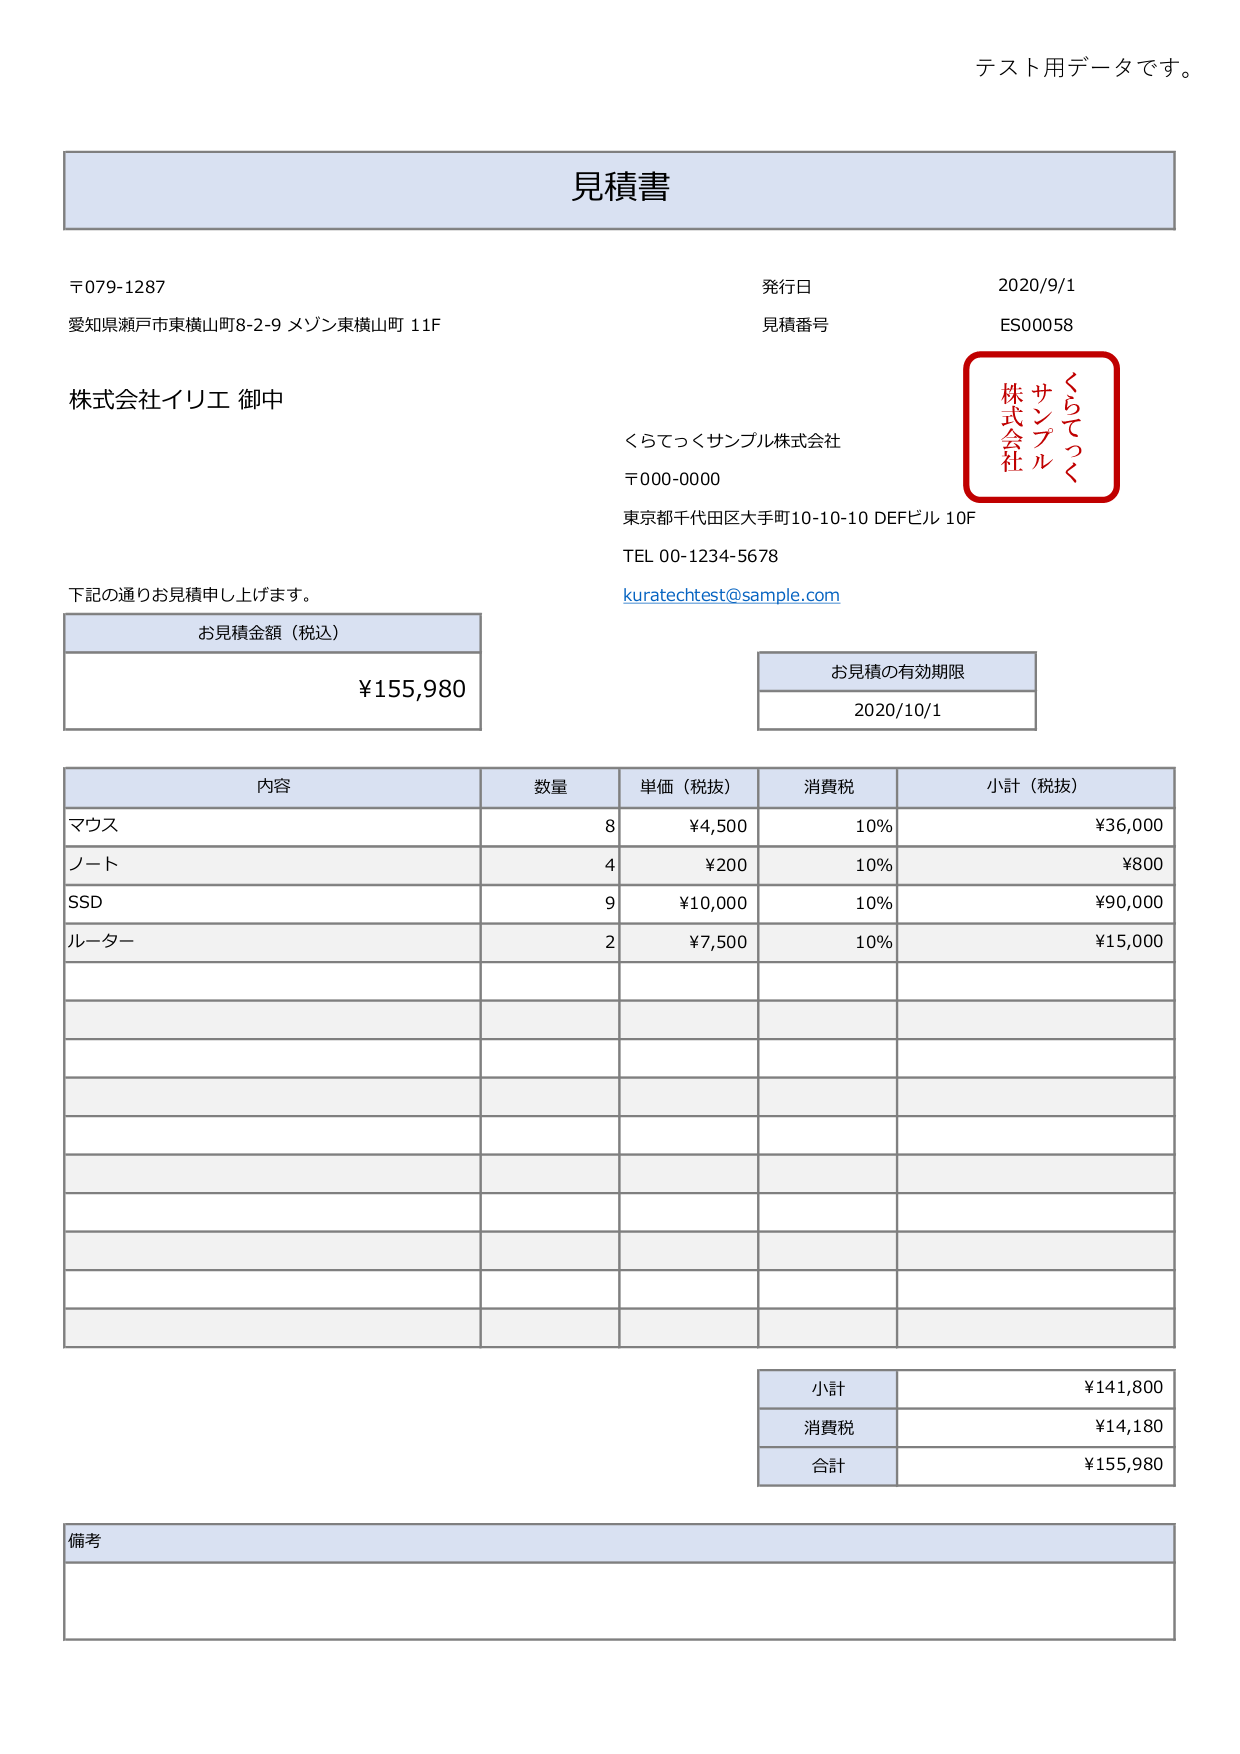 テスト用データです。
見積書
〒079-1287
発行日 2020/9/1
愛知県瀬戸市東横山町8-2-9 メゾン東横山町 11F
見積番号 ES00058
株式会社イリエ 御中
くらてっく
サンプル
株式会社
くらてっくサンプル株式会社
〒000-0000
東京都千代田区大手町10-10-10 DEFビル 10F
TEL 00-1234-5678
kuratechtest@sample.com
下記の通りお見積申し上げます。
お見積金額（税込）
¥155,980
お見積の有効期限
2020/10/1
内容 数量 単価（税抜） 消費税 小計（税抜）
マウス 8 ¥4,500 10% ¥36,000
ノート 4 ¥200 10% ¥800
SSD 9 ¥10,000 10% ¥90,000
ルーター 2 ¥7,500 10% ¥15,000
小計 ¥141,800
消費税 ¥14,180
合計 ¥155,980
備考